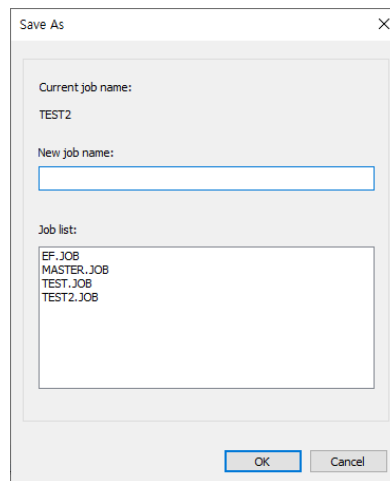 Save As
Current job name:
TEST2
New job name:
Job list:
EF.JOB
MASTER.JOB
TEST.JOB
TEST2.JOB
OK
Cancel